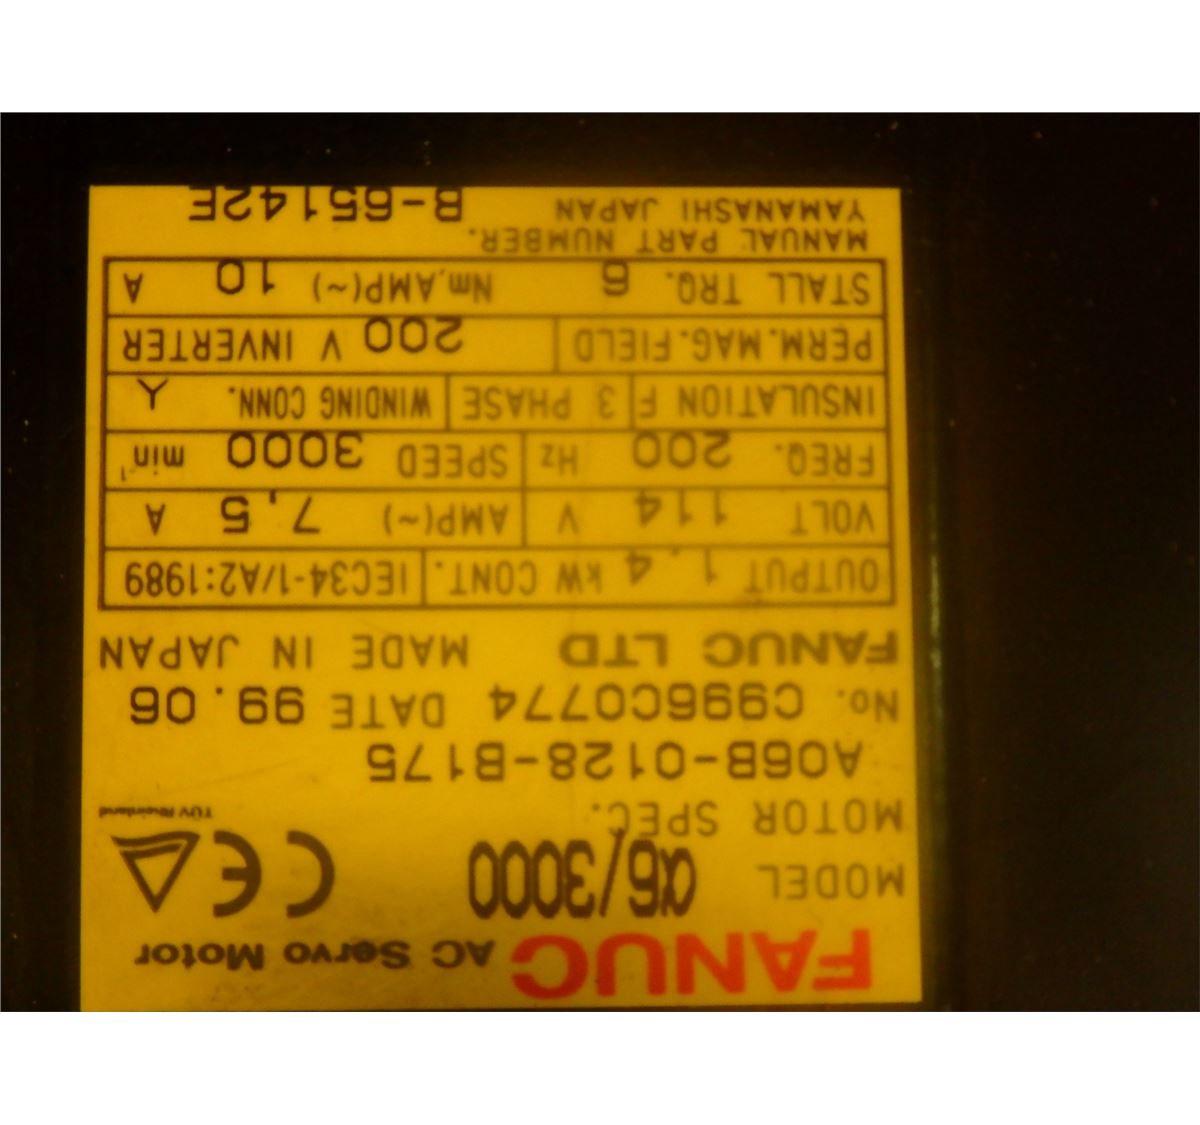 FANUC AC Servo Motor
MODEL α6/3000
MOTOR SPEC.
TÜV Rheinland
A06B-0128-B175
No. C996C0774 DATE 99.06
FANUC LTD MADE IN JAPAN
OUTPUT 1.4 kW CONT. IEC34-1/A2:1989
VOLT 114 V AMP(~) 7,5 A
FREQ. 200 Hz SPEED 3000 min⁻¹
INSULATION F 3 PHASE WINDING CONN. Y
PERM.MAG.FIELD 200 V INVERTER
STALL TRQ. 6 Nm,AMP(~) 10 A
MANUAL PART NUMBER.
YAMANASHI JAPAN B-65142E